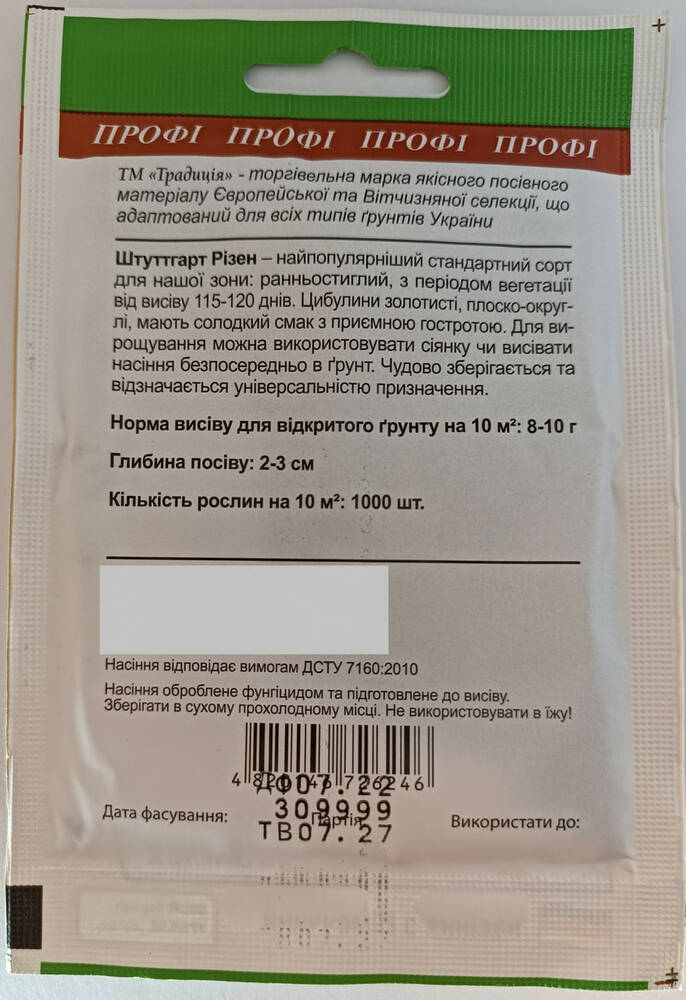 ПРОФІ ПРОФІ ПРОФІ ПРОФІ
ТМ «Традиція» - торгівельна марка якісного посівного
матеріалу Європейської та Вітчизняної селекції, що
адаптований для всіх типів ґрунтів України
Штуттгарт Різен – найпопулярніший стандартний сорт
для нашої зони: ранньостиглий, з періодом вегетації
від висіву 115-120 днів. Цибулини золотисті, плоско-округ-
лі, мають солодкий смак з приємною гостротою. Для ви-
рощування можна використовувати сіянку чи висівати
насіння безпосередньо в ґрунт. Чудово зберігається та
відзначається універсальністю призначення.
Норма висіву для відкритого ґрунту на 10 м²: 8-10 г
Глибина посіву: 2-3 см
Кількість рослин на 10 м²: 1000 шт.
Насіння відповідає вимогам ДСТУ 7160:2010
Насіння оброблене фунгіцидом та підготовлене до висіву.
Зберігати в сухому прохолодному місці. Не використовувати в їжу!
ДФ07.22
309999
Дата фасування: Партія Використати до:
ТВ07.27